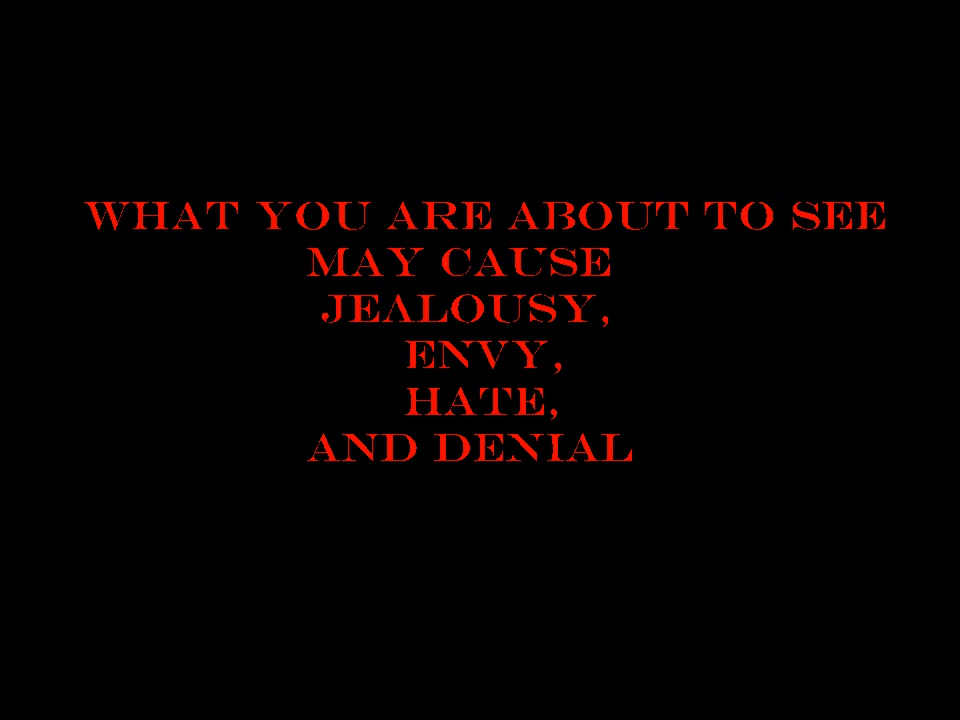 WHAT YOU ARE ABOUT TO SEE
MAY CAUSE
JEALOUSY,
ENVY,
HATE,
AND DENIAL